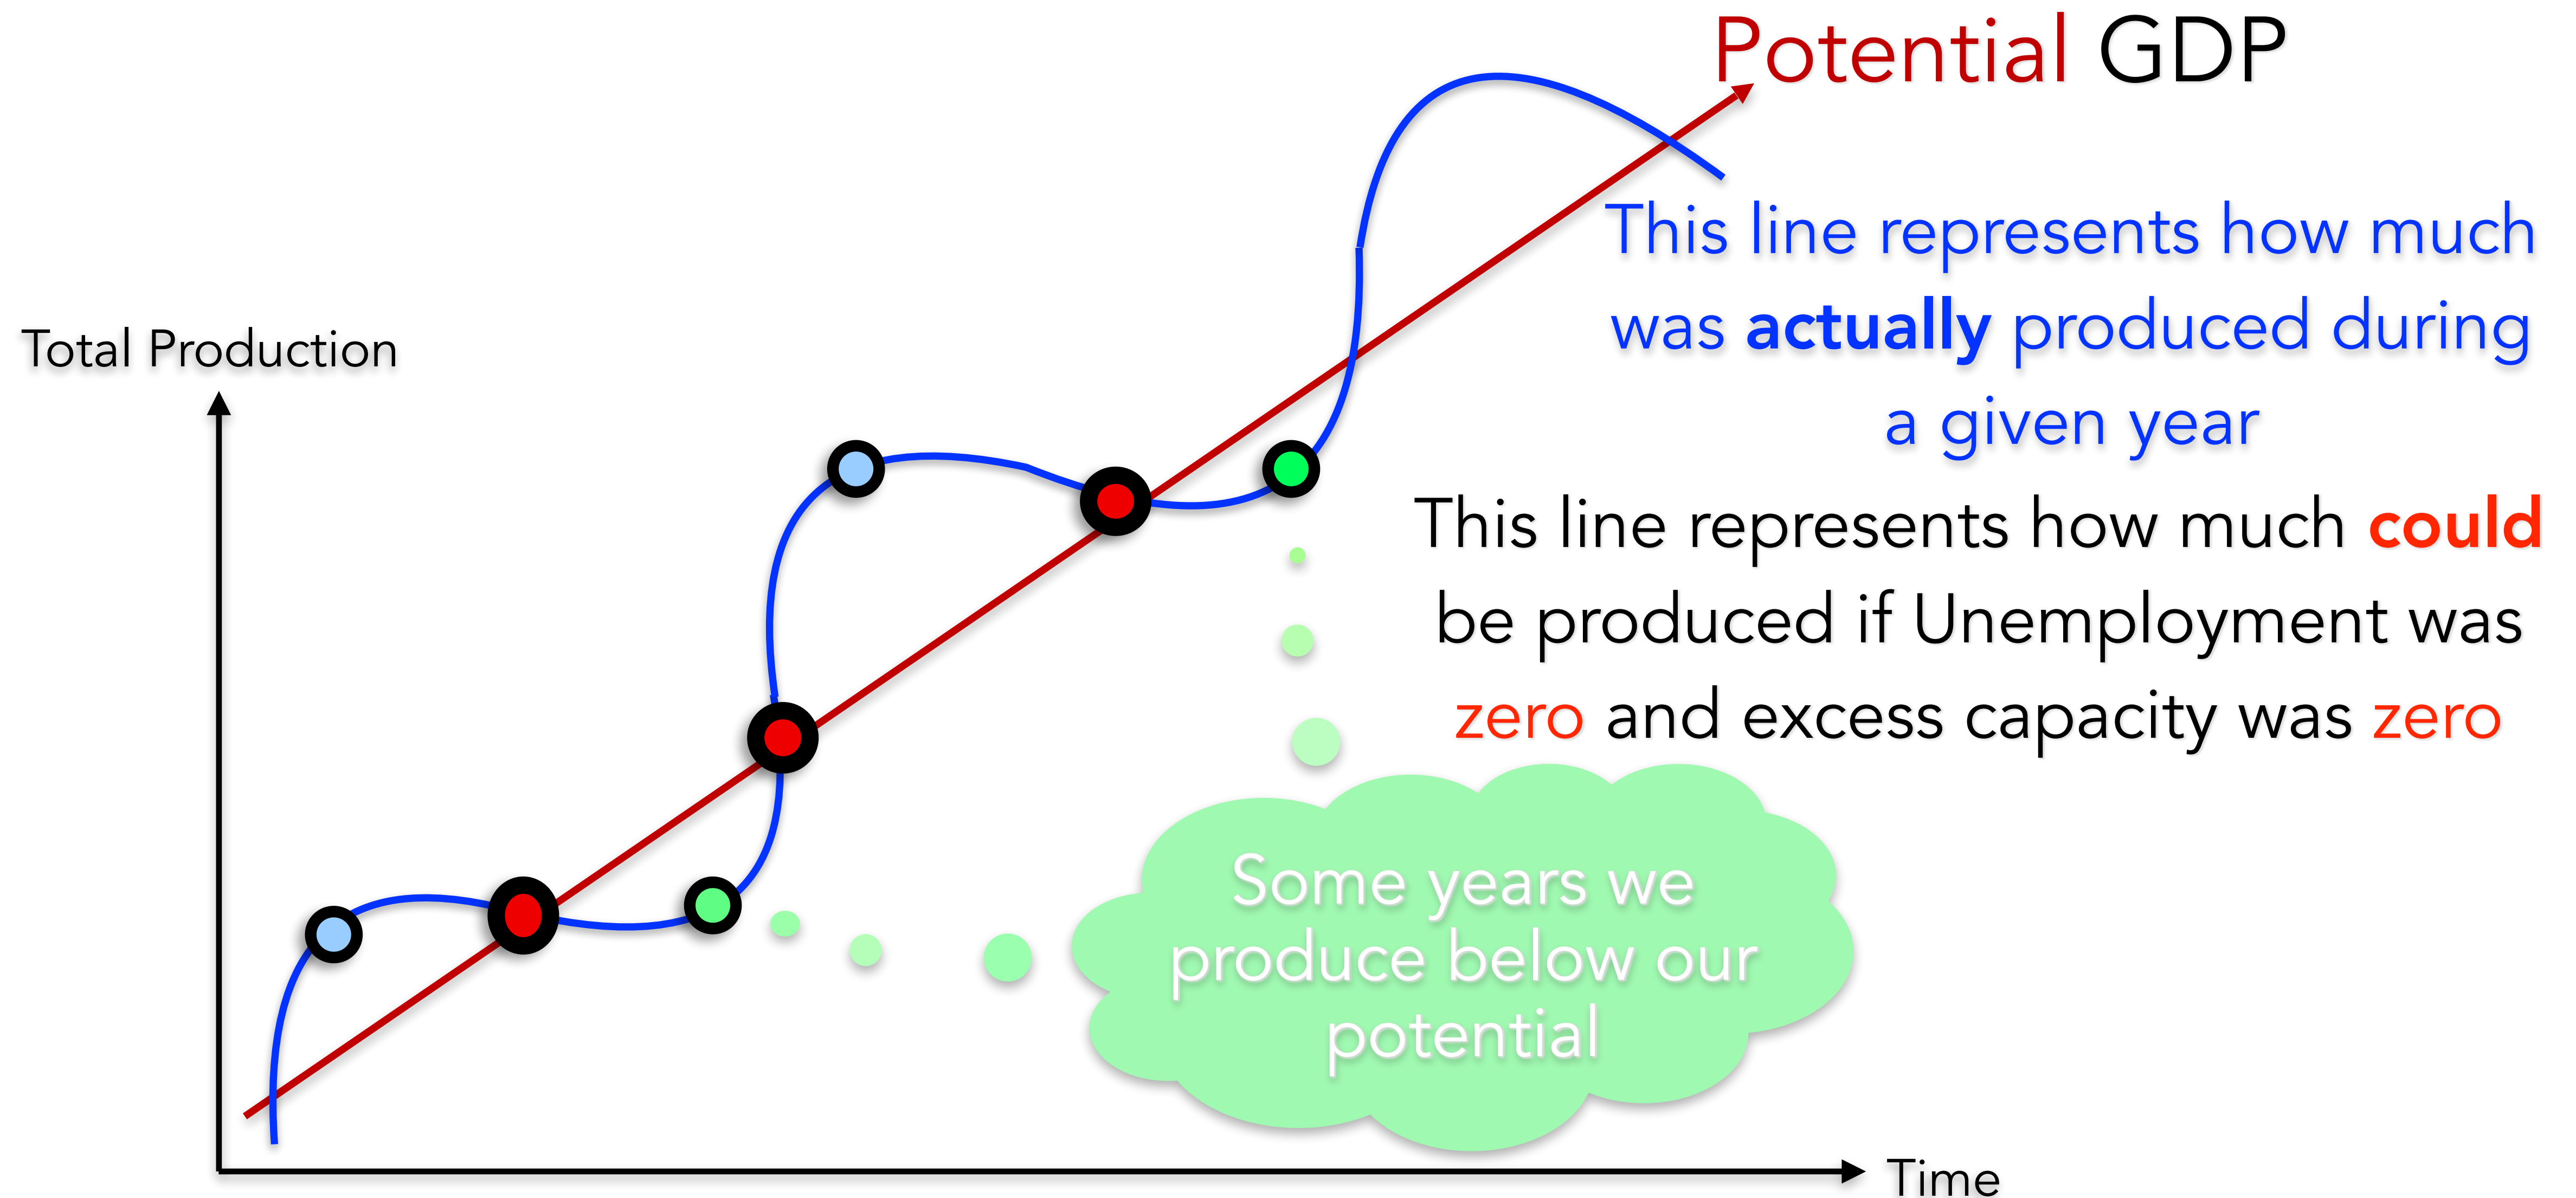 Potential GDP
This line represents how much
was actually produced during
a given year
Total Production
This line represents how much could
be produced if Unemployment was
zero and excess capacity was zero
Some years we
produce below our
potential
Time